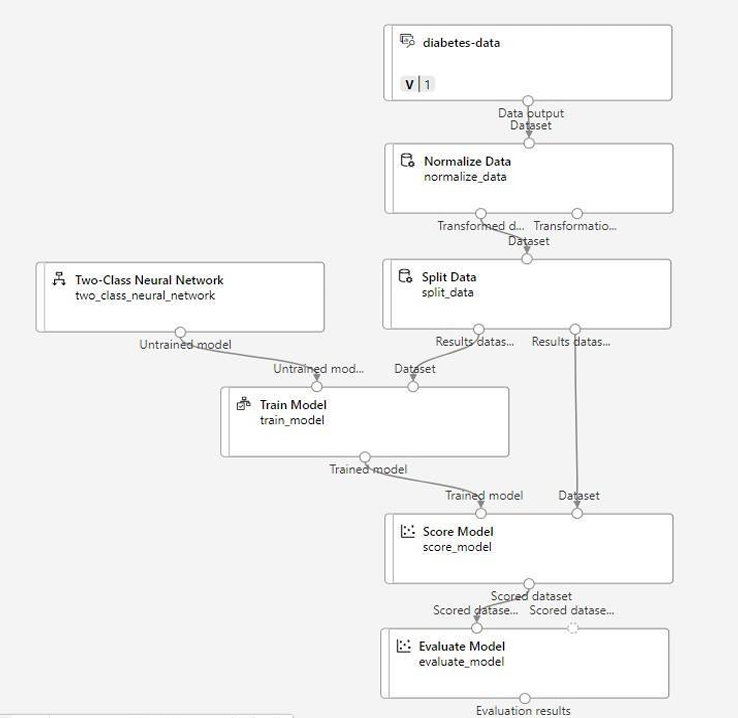 diabetes-data
V | 1
Data output
Dataset
Normalize Data
normalize_data
Transformed d... Transformatio...
Dataset
Two-Class Neural Network
two_class_neural_network
Untrained model
Split Data
split_data
Results datas... Results datas...
Untrained mod... Dataset
Train Model
train_model
Trained model
Trained model Dataset
Score Model
score_model
Scored dataset
Scored datase... Scored datase...
Evaluate Model
evaluate_model
Evaluation results